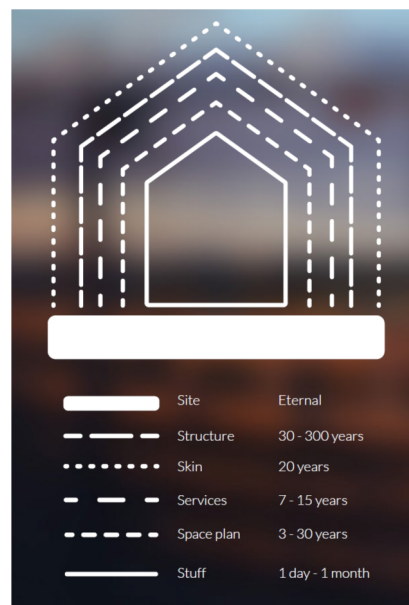 Site Eternal
Structure 30 - 300 years
Skin 20 years
Services 7 - 15 years
Space plan 3 - 30 years
Stuff 1 day - 1 month